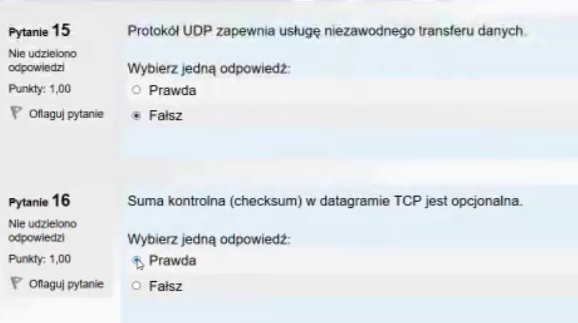 Pytanie 15
Nie udzielono
odpowiedzi
Punkty: 1,00
Oflaguj pytanie
Protokół UDP zapewnia usługę niezawodnego transferu danych.
Wybierz jedną odpowiedź:
Prawda
Fałsz
Pytanie 16
Nie udzielono
odpowiedzi
Punkty: 1,00
Oflaguj pytanie
Suma kontrolna (checksum) w datagramie TCP jest opcjonalna.
Wybierz jedną odpowiedź:
Prawda
Fałsz